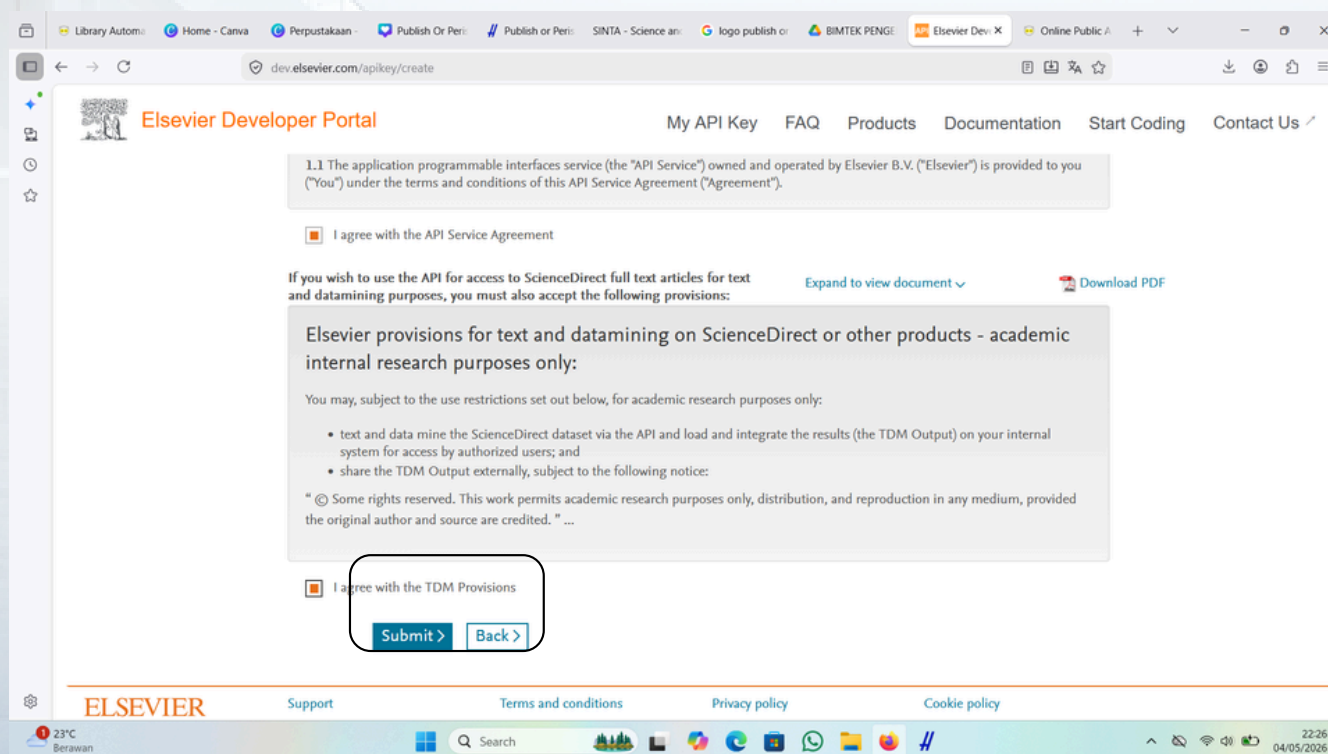 Library Automa
Home - Canva
Perpustakaan -
Publish Or Peri
Publish or Peris
SINTA - Science an
logo publish or
BIMTEK PENGE
Elsevier Dev
Online Public A
dev.elsevier.com/apikey/create
Elsevier Developer Portal
My API Key
FAQ
Products
Documentation
Start Coding
Contact Us
1.1 The application programmable interfaces service (the "API Service") owned and operated by Elsevier B.V. ("Elsevier") is provided to you
("You") under the terms and conditions of this API Service Agreement ("Agreement").
I agree with the API Service Agreement
If you wish to use the API for access to ScienceDirect full text articles for text
and datamining purposes, you must also accept the following provisions:
Expand to view document
Download PDF
Elsevier provisions for text and datamining on ScienceDirect or other products - academic
internal research purposes only:
You may, subject to the use restrictions set out below, for academic research purposes only:
• text and data mine the ScienceDirect dataset via the API and load and integrate the results (the TDM Output) on your internal
system for access by authorized users; and
• share the TDM Output externally, subject to the following notice:
" © Some rights reserved. This work permits academic research purposes only, distribution, and reproduction in any medium, provided
the original author and source are credited. " ...
I agree with the TDM Provisions
Submit >
Back >
ELSEVIER
Support
Terms and conditions
Privacy policy
Cookie policy
1
23°C
Berawan
Search
22:26
04/05/2026